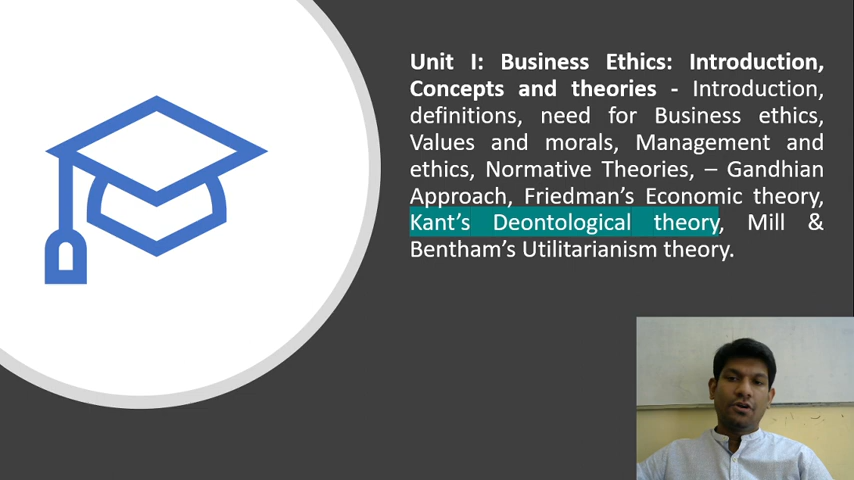 Unit I: Business Ethics: Introduction,
Concepts and theories - Introduction,
definitions, need for Business ethics,
Values and morals, Management and
ethics, Normative Theories, – Gandhian
Approach, Friedman’s Economic theory,
Kant’s Deontological theory, Mill &
Bentham’s Utilitarianism theory.